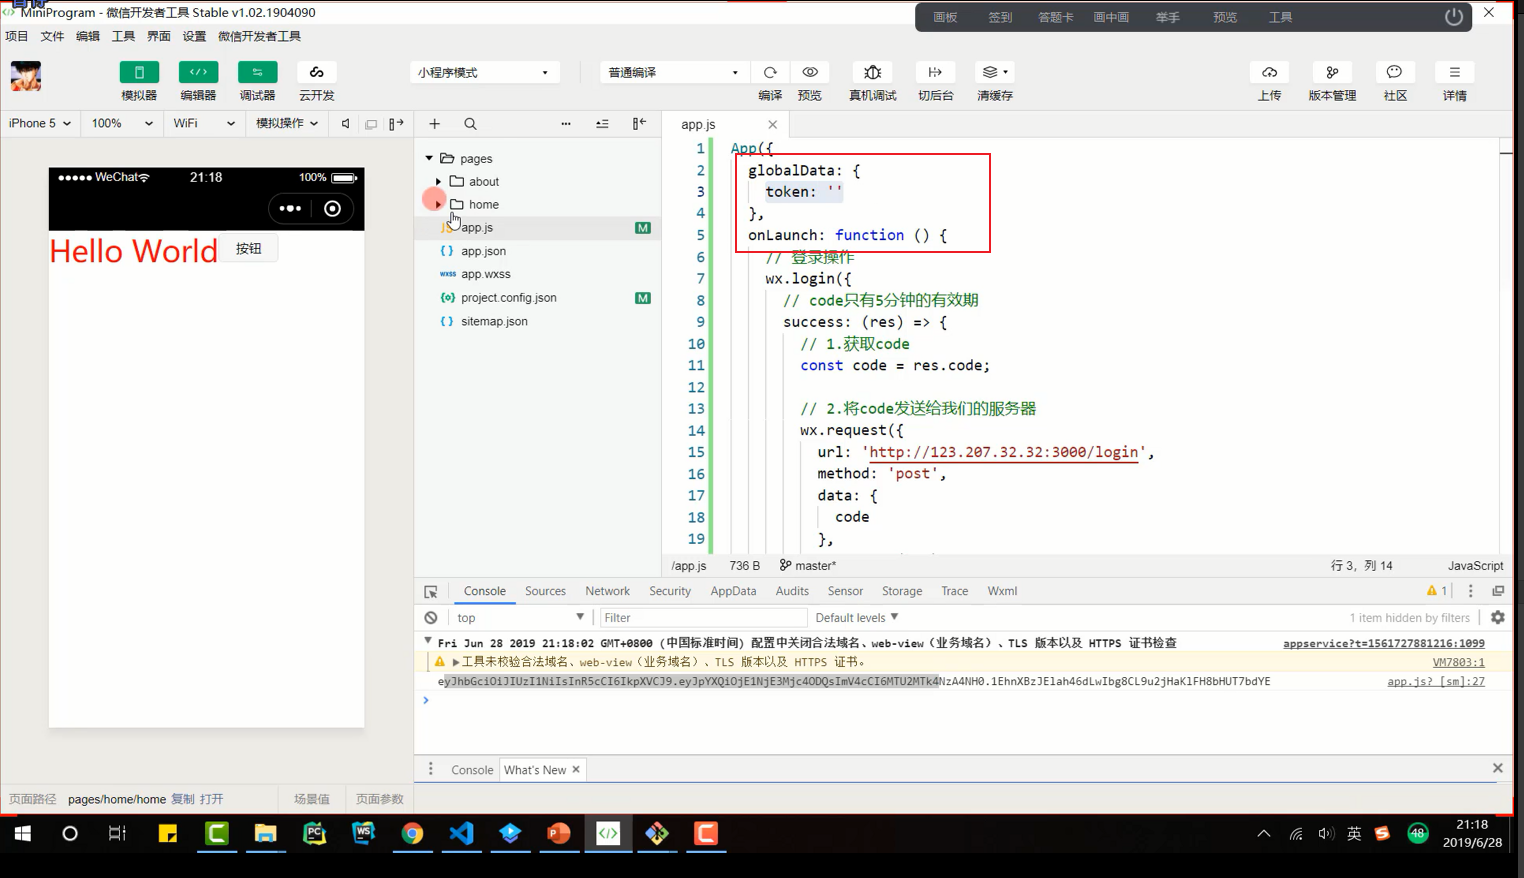 MiniProgram - 微信开发者工具 Stable v1.02.1904090
画板 签到 答题卡 画中画 举手 预览 工具
项目 文件 编辑 工具 界面 设置 微信开发者工具
小程序模式 普通编译
模拟器 编辑器 调试器 云开发 编译 预览 真机调试 切后台 清缓存 上传 版本管理 社区 详情
iPhone 5 100% WiFi 模拟操作
app.js
WeChat 21:18 100%
Hello World 按钮
pages
about
home
app.js M
app.json
app.wxss
project.config.json M
sitemap.json
1 App({
2 globalData: {
3 token: ''
4 },
5 onLaunch: function () {
6 // 登录操作
7 wx.login({
8 // code只有5分钟的有效期
9 success: (res) => {
10 // 1.获取code
11 const code = res.code;
12
13 // 2.将code发送给我们的服务器
14 wx.request({
15 url: 'http://123.207.32.32:3000/login',
16 method: 'post',
17 data: {
18 code
19 },
/app.js 736 B master* 行 3，列 14 JavaScript
Console Sources Network Security AppData Audits Sensor Storage Trace Wxml 1
top Filter Default levels 1 item hidden by filters
Fri Jun 28 2019 21:18:02 GMT+0800 (中国标准时间) 配置中关闭合法域名、web-view（业务域名）、TLS 版本以及 HTTPS 证书检查 appservice?t=1561727881216:1099
工具未校验合法域名、web-view（业务域名）、TLS 版本以及 HTTPS 证书。 VM7803:1
eyJhbGciOiJIUzI1NiIsInR5cCI6IkpXVCJ9.eyJpYXQiOjE1NjE3Mjc4ODQsImV4cCI6MTU2MTk4NzA4NH0.1EhnXBzJElah46dLwIbg8CL9u2jHaKlFH8bHUT7bdYE app.js? [sm]:27
Console What's New
页面路径 pages/home/home 复制 打开 场景值 页面参数
英 48 21:18
2019/6/28